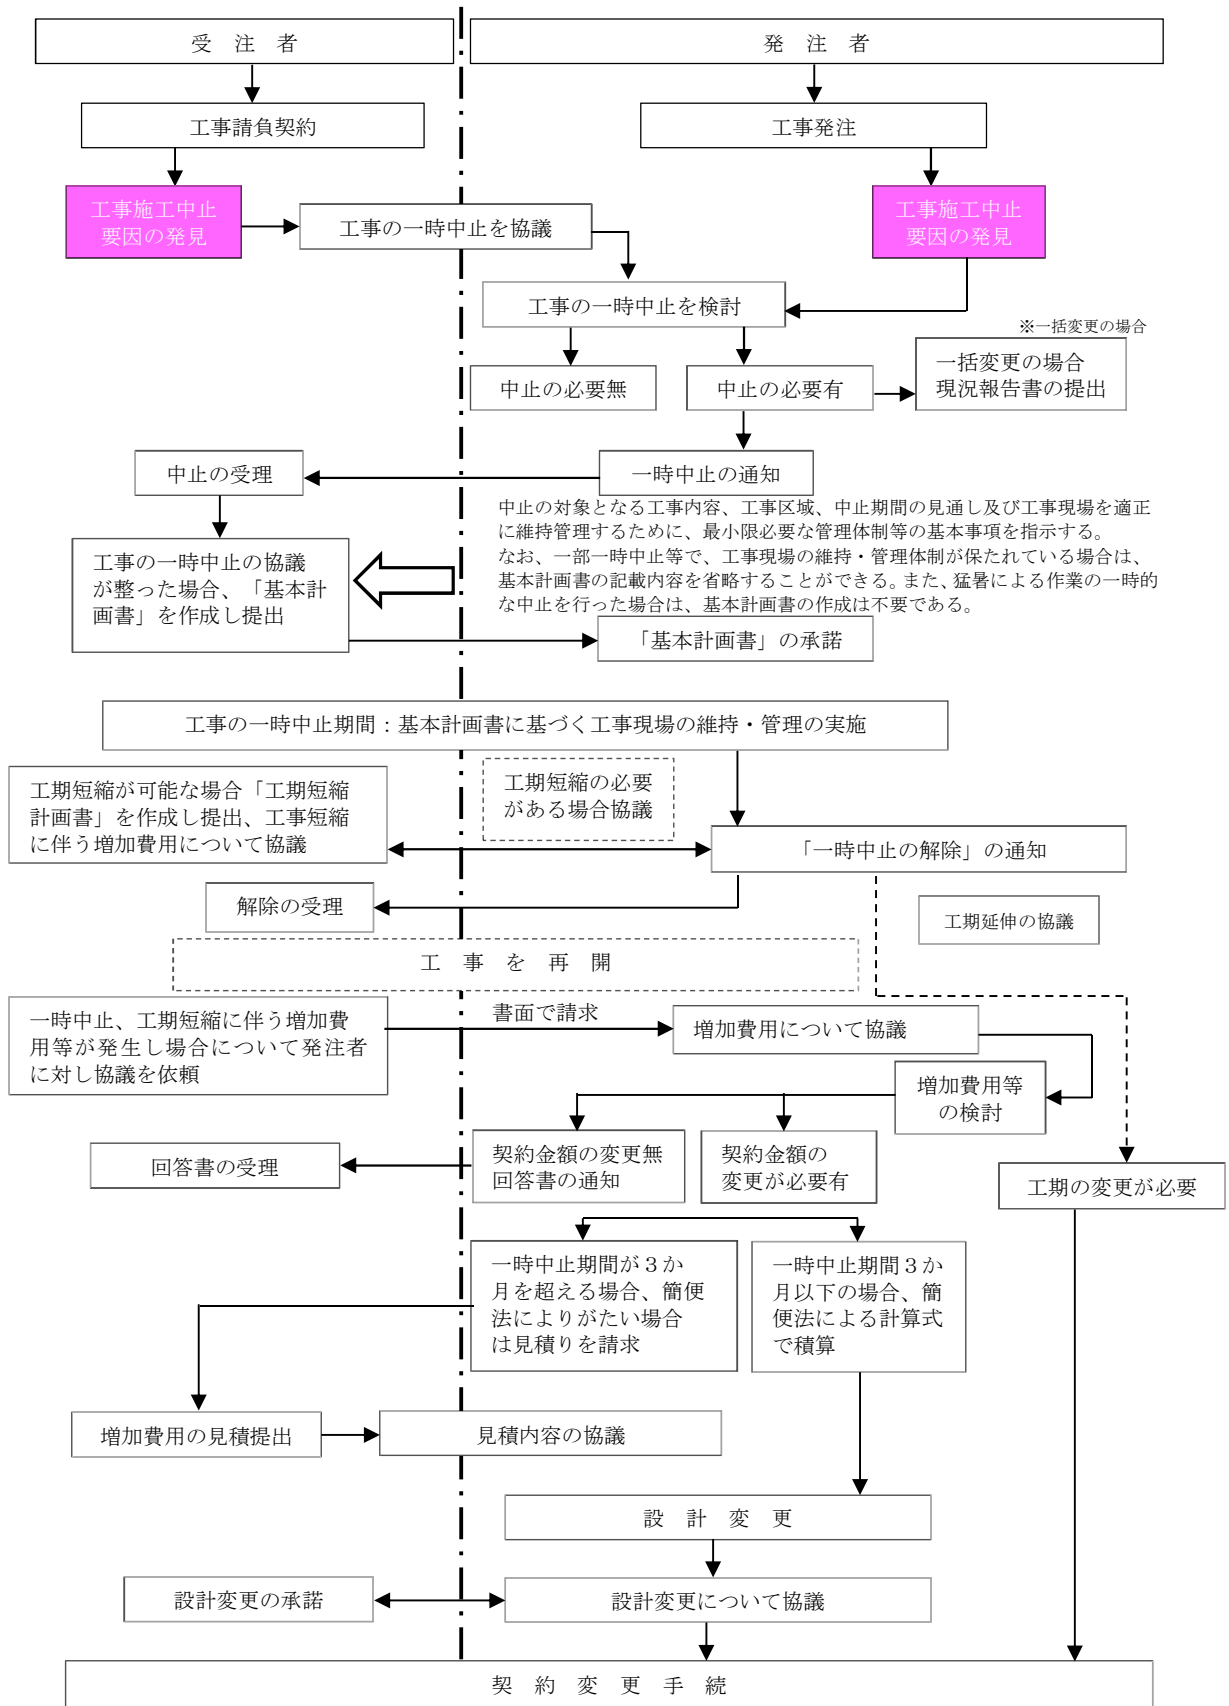 受 注 者
発 注 者
工事請負契約
工事発注
工事施工中止
要因の発見
工事の一時中止を協議
工事施工中止
要因の発見
工事の一時中止を検討
※一括変更の場合
中止の必要無
中止の必要有
一括変更の場合
現況報告書の提出
中止の受理
一時中止の通知
中止の対象となる工事内容、工事区域、中止期間の見通し及び工事現場を適正
に維持管理するために、最小限必要な管理体制等の基本事項を指示する。
なお、一部一時中止等で、工事現場の維持・管理体制が保たれている場合は、
基本計画書の記載内容を省略することができる。また、猛暑による作業の一時的
な中止を行った場合は、基本計画書の作成は不要である。
工事の一時中止の協議
が整った場合、「基本計
画書」を作成し提出
「基本計画書」の承諾
工事の一時中止期間：基本計画書に基づく工事現場の維持・管理の実施
工期短縮が可能な場合「工期短縮
計画書」を作成し提出、工事短縮
に伴う増加費用について協議
工期短縮の必要
がある場合協議
「一時中止の解除」の通知
解除の受理
工期延伸の協議
工 事 を 再 開
一時中止、工期短縮に伴う増加費
用等が発生し場合について発注者
に対し協議を依頼
書面で請求
増加費用について協議
増加費用等
の検討
回答書の受理
契約金額の変更無
回答書の通知
契約金額の
変更が必要有
工期の変更が必要
一時中止期間が３か
月を超える場合、簡便
法によりがたい場合
は見積りを請求
一時中止期間３か
月以下の場合、簡
便法による計算式
で積算
増加費用の見積提出
見積内容の協議
設 計 変 更
設計変更の承諾
設計変更について協議
契 約 変 更 手 続